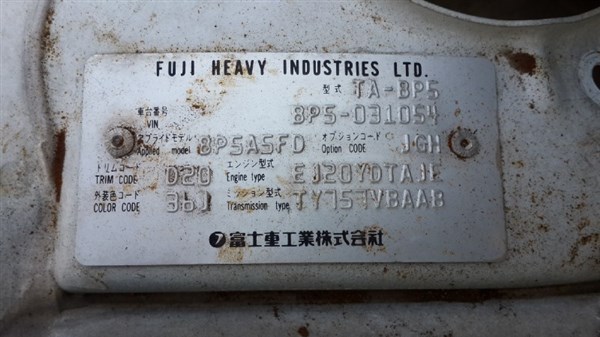 FUJI HEAVY INDUSTRIES LTD.
型式 TA-BP5
車台番号 VIN BP5-031054
アプライドモデル Applied model BP5A5FD オプションコード Option CODE JGH
トリムコード TRIM CODE D20 エンジン型式 Engine type EJ20YDTAJE
外装色コード COLOR CODE 36J ミッション型式 Transmission type TY757VBAAB
富士重工業株式会社